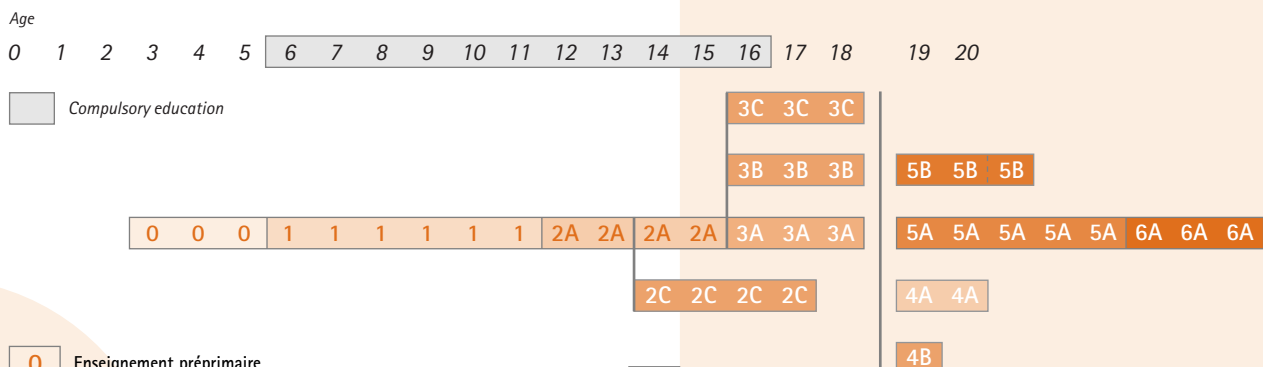 Age
0 1 2 3 4 5 6 7 8 9 10 11 12 13 14 15 16 17 18 19 20
Compulsory education
3C 3C 3C
3B 3B 3B 5B 5B 5B
0 0 0 1 1 1 1 1 1 2A 2A 2A 2A 3A 3A 3A 5A 5A 5A 5A 5A 6A 6A 6A
2C 2C 2C 2C 4A 4A
4B
0 Enseignement préprimaire